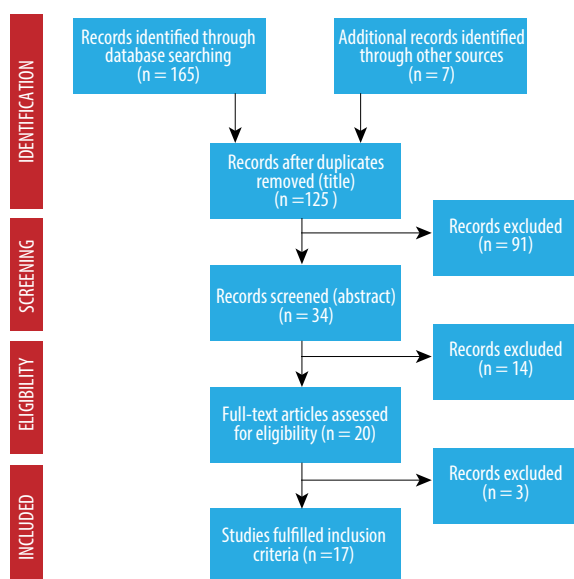 IDENTIFICATION
Records identified through
database searching
(n = 165)
Additional records identified
through other sources
(n = 7)
Records after duplicates
removed (title)
(n =125 )
Records excluded
(n = 91)
SCREENING
Records screened (abstract)
(n = 34)
Records excluded
(n = 14)
ELIGIBILITY
Full-text articles assessed
for eligibility (n = 20)
Records excluded
(n = 3)
INCLUDED
Studies fulfilled inclusion
criteria (n =17)